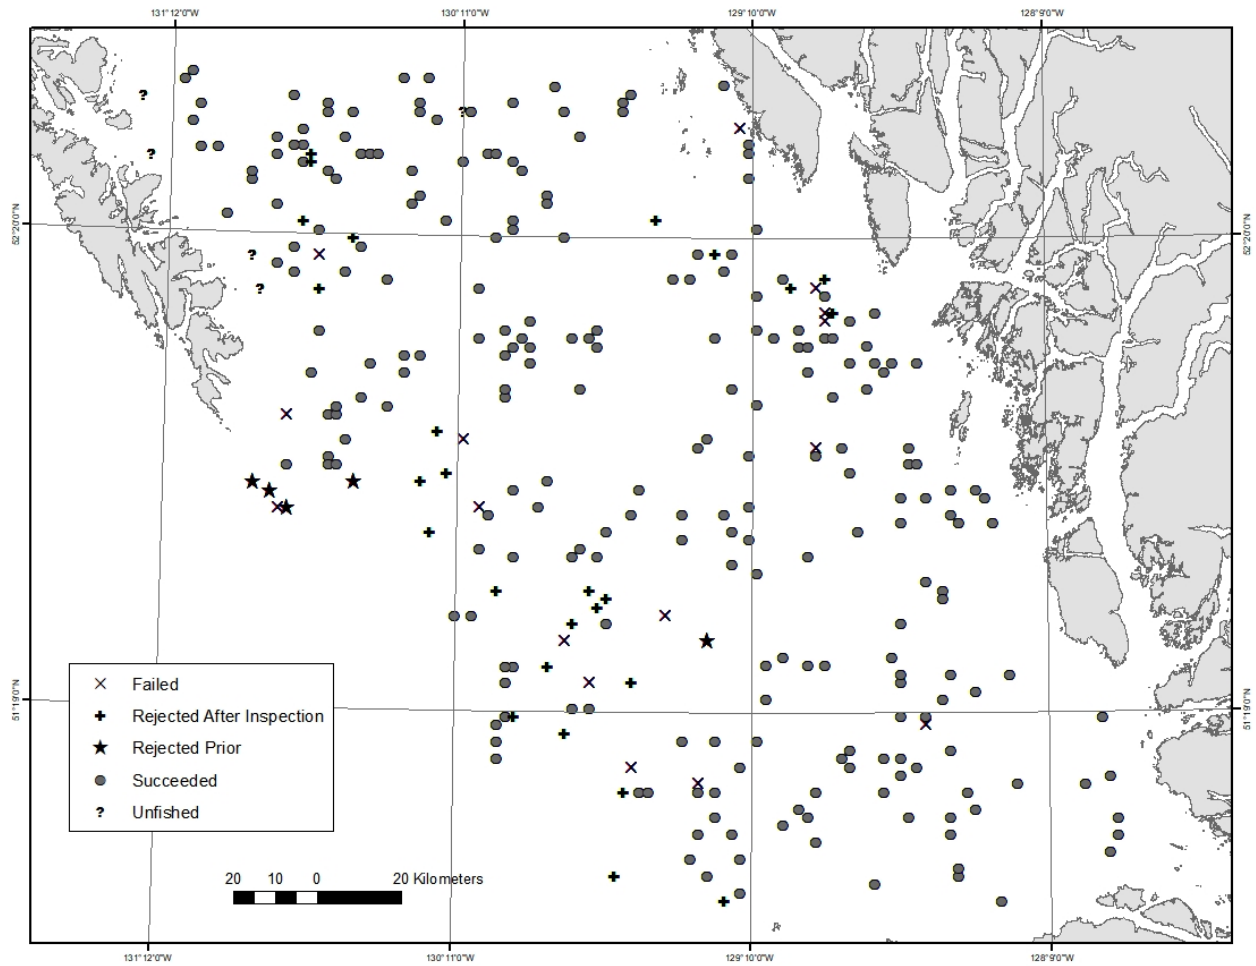 131°12'0"W 130°11'0"W 129°10'0"W 128°9'0"W
52°20'0"N 52°20'0"N
Failed
Rejected After Inspection
Rejected Prior
Succeeded
Unfished
51°19'0"N 51°19'0"N
20 10 0 20 Kilometers
131°12'0"W 130°11'0"W 129°10'0"W 128°9'0"W